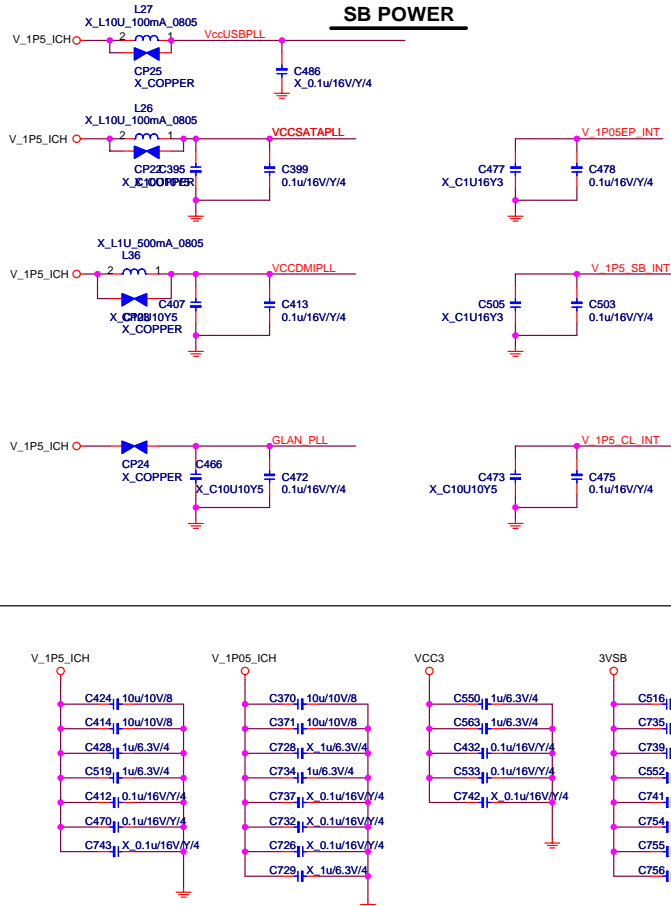 SB POWER
L27
X_L10U_100mA_0805
V_1P5_ICH
2
1
VccUSBPLL
CP25
X_COPPER
C486
X_0.1u/16V/Y/4
L26
X_L10U_100mA_0805
V_1P5_ICH
2
1
VCCSATAPLL
CP22
X_COPPER
C395
X_C10U10Y5
C399
0.1u/16V/Y/4
V_1P05EP_INT
C477
X_C1U16Y3
C478
0.1u/16V/Y/4
X_L1U_500mA_0805
L36
V_1P5_ICH
2
1
VCCDMIPLL
C407
X_C10U10Y5
X_COPPER
C413
0.1u/16V/Y/4
V_1P5_SB_INT
C505
X_C1U16Y3
C503
0.1u/16V/Y/4
V_1P5_ICH
GLAN_PLL
CP24
X_COPPER
C466
X_C10U10Y5
C472
0.1u/16V/Y/4
V_1P5_CL_INT
C473
X_C10U10Y5
C475
0.1u/16V/Y/4
V_1P5_ICH
C424 10u/10V/8
C414 10u/10V/8
C428 1u/6.3V/4
C519 1u/6.3V/4
C412 0.1u/16V/Y/4
C470 0.1u/16V/Y/4
C743 X_0.1u/16V/Y/4
V_1P05_ICH
C370 10u/10V/8
C371 10u/10V/8
C728 X_1u/6.3V/4
C734 1u/6.3V/4
C737 X_0.1u/16V/Y/4
C732 X_0.1u/16V/Y/4
C726 X_0.1u/16V/Y/4
C729 X_1u/6.3V/4
VCC3
C550 1u/6.3V/4
C563 1u/6.3V/4
C432 0.1u/16V/Y/4
C533 0.1u/16V/Y/4
C742 X_0.1u/16V/Y/4
3VSB
C516
C735
C739
C552
C741
C754
C755
C756